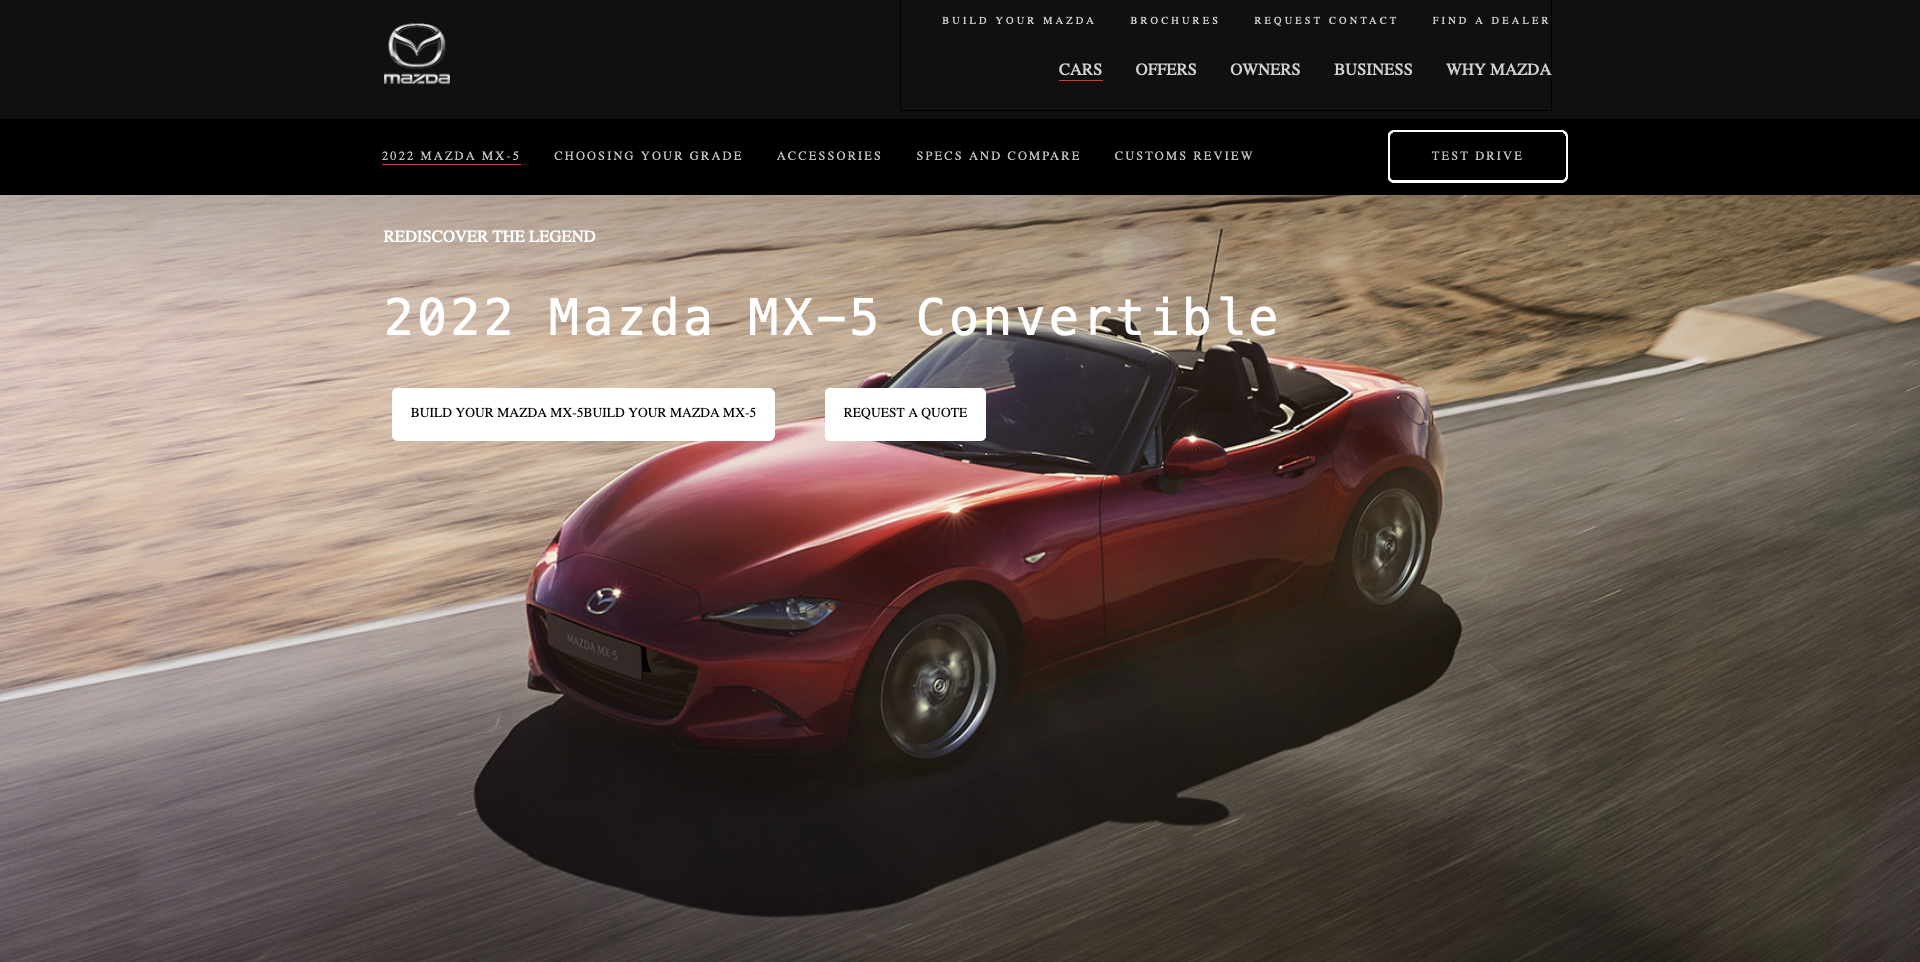 BUILD YOUR MAZDA BROCHURES REQUEST CONTACT FIND A DEALER
mazda
CARS OFFERS OWNERS BUSINESS WHY MAZDA
2022 MAZDA MX-5 CHOOSING YOUR GRADE ACCESSORIES SPECS AND COMPARE CUSTOMS REVIEW TEST DRIVE
REDISCOVER THE LEGEND
2022 Mazda MX-5 Convertible
BUILD YOUR MAZDA MX-5BUILD YOUR MAZDA MX-5 REQUEST A QUOTE
MAZDA MX-5